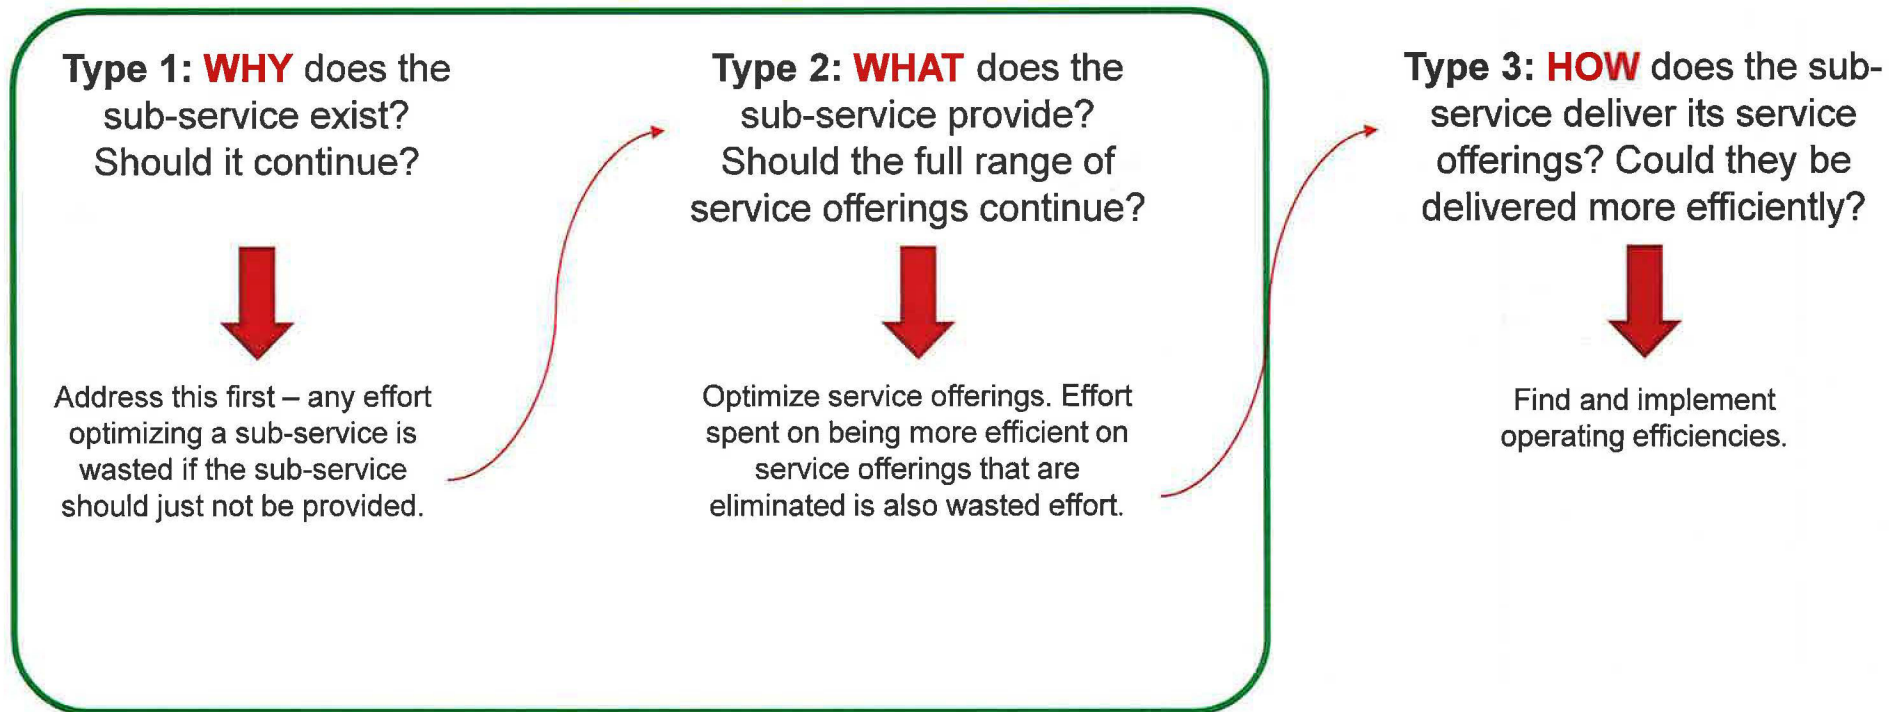 Type 1: WHY does the
sub-service exist?
Should it continue?
Address this first – any effort
optimizing a sub-service is
wasted if the sub-service
should just not be provided.
Type 2: WHAT does the
sub-service provide?
Should the full range of
service offerings continue?
Optimize service offerings. Effort
spent on being more efficient on
service offerings that are
eliminated is also wasted effort.
Type 3: HOW does the sub-
service deliver its service
offerings? Could they be
delivered more efficiently?
Find and implement
operating efficiencies.